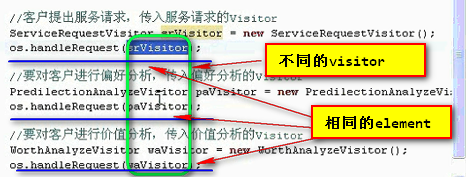 //客户提出服务请求，传入服务请求的Visitor
ServiceRequestVisitor srVisitor = new ServiceRequestVisitor();
os.handleRequest(srVisitor);
不同的visitor
//要对客户进行偏好分析，传入偏好分析的Visitor
PredilectionAnalyzeVisitor paVisitor = new PredilectionAnalyzeVi
os.handleRequest(paVisitor);
相同的element
//要对客户进行价值分析，传入价值分析的Visitor
WorthAnalyzeVisitor waVisitor = new WorthAnalyzeVisitor();
os.handleRequest(waVisitor);